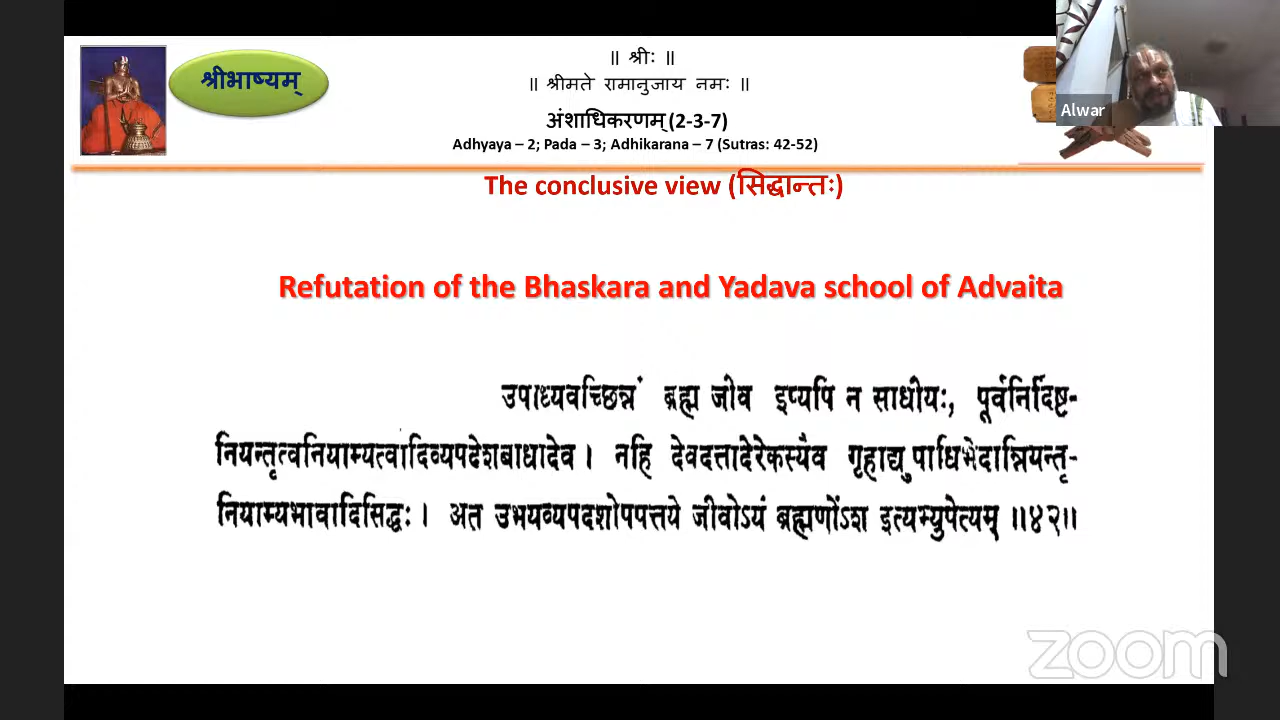 श्रीभाष्यम्
॥ श्रीः ॥
॥ श्रीमते रामानुजाय नमः ॥
अंशाधिकरणम् (2-3-7)
Adhyaya – 2; Pada – 3; Adhikarana – 7 (Sutras: 42-52)
Alwar
The conclusive view (सिद्धान्तः)
Refutation of the Bhaskara and Yadava school of Advaita
उपाध्यवच्छिन्नं ब्रह्म जीव इप्यपि न साधीयः, पूर्वनिर्दिष्ट-
नियन्तृत्वनियाम्यत्वादिव्यपदेशबाधादेव । नहि देवदत्तादेरेकस्यैव गृहाद्युपाधिभेदान्नियन्तृ-
नियाम्यभावादिसिद्धः । अत उभयव्यपदशोपपत्तये जीवोऽयं ब्रह्मणोंऽश इत्यभ्युपेत्यम् ॥४२॥
zoom